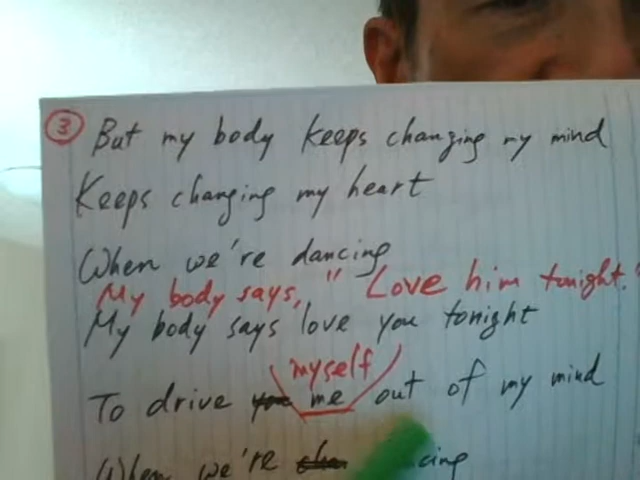 ③ But my body keeps changing my mind
Keeps changing my heart
When we're dancing
My body says, "Love him tonight."
My body says love you tonight
myself
To drive me out of my mind
When we're